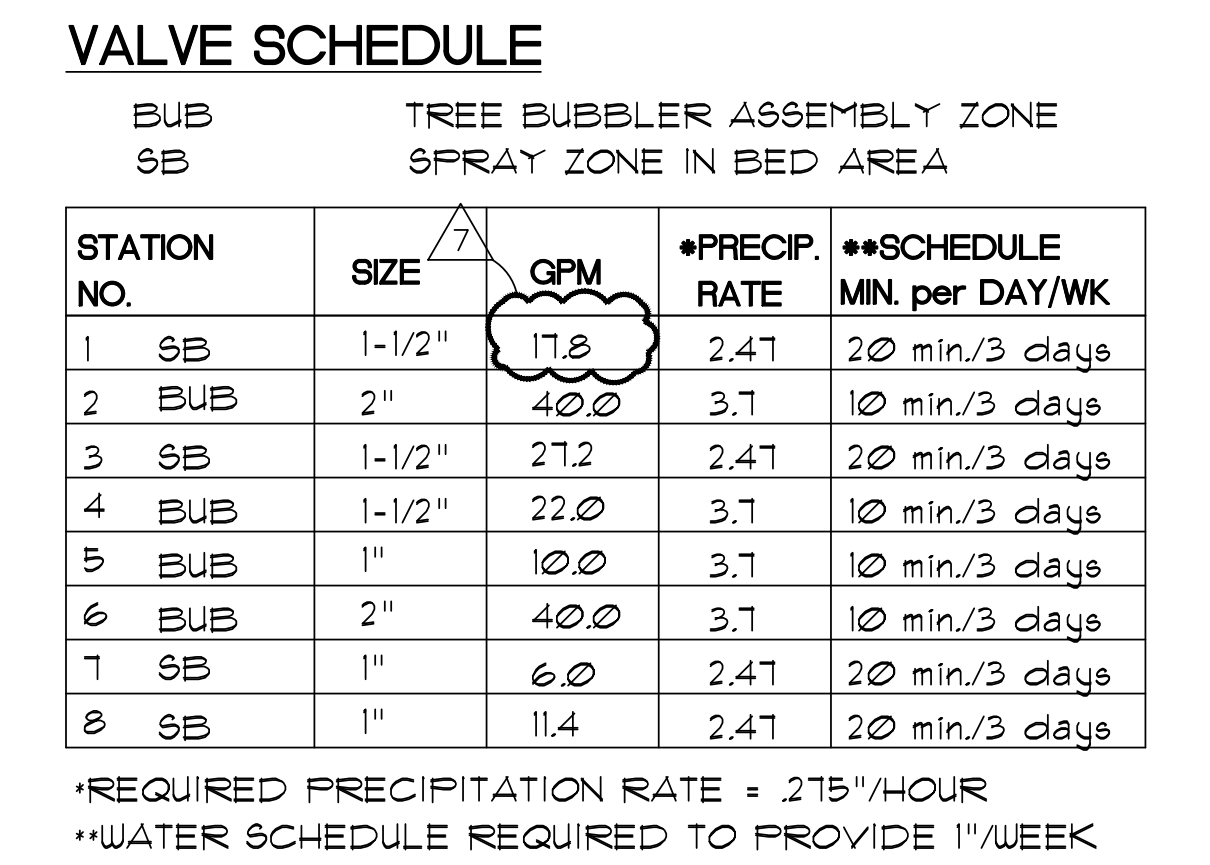 VALVE SCHEDULE
BUB TREE BUBBLER ASSEMBLY ZONE
SB SPRAY ZONE IN BED AREA
STATION NO. SIZE 7 GPM *PRECIP. RATE **SCHEDULE MIN. per DAY/WK
1 SB 1-1/2" 17.8 2.47 20 min./3 days
2 BUB 2" 40.0 3.7 10 min./3 days
3 SB 1-1/2" 27.2 2.47 20 min./3 days
4 BUB 1-1/2" 22.0 3.7 10 min./3 days
5 BUB 1" 10.0 3.7 10 min./3 days
6 BUB 2" 40.0 3.7 10 min./3 days
7 SB 1" 6.0 2.47 20 min./3 days
8 SB 1" 11.4 2.47 20 min./3 days
*REQUIRED PRECIPITATION RATE = .275"/HOUR
**WATER SCHEDULE REQUIRED TO PROVIDE 1"/WEEK